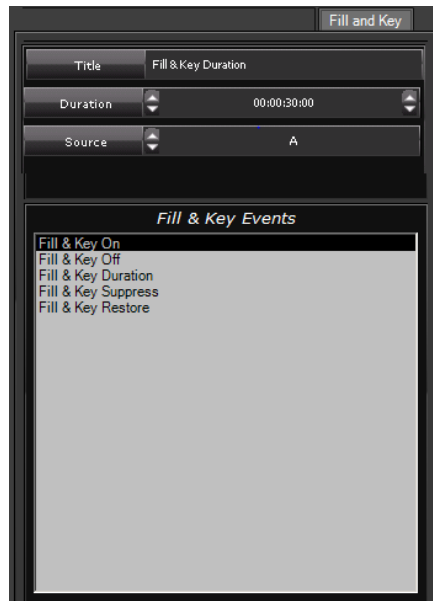 Fill and Key
Title Fill & Key Duration
Duration 00:00:30:00
Source A
Fill & Key Events
Fill & Key On
Fill & Key Off
Fill & Key Duration
Fill & Key Suppress
Fill & Key Restore